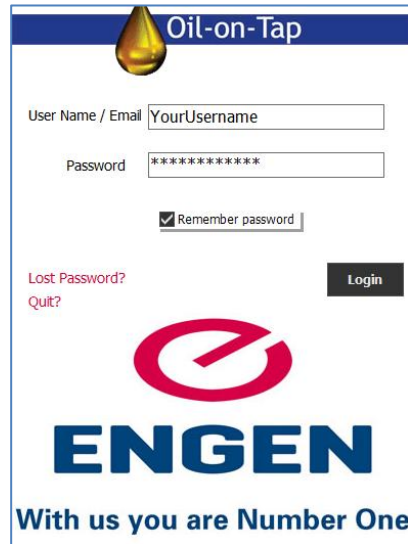 Oil-on-Tap
User Name / Email YourUsername
Password ************
Remember password
Lost Password? Login
Quit?
ENGEN
With us you are Number One